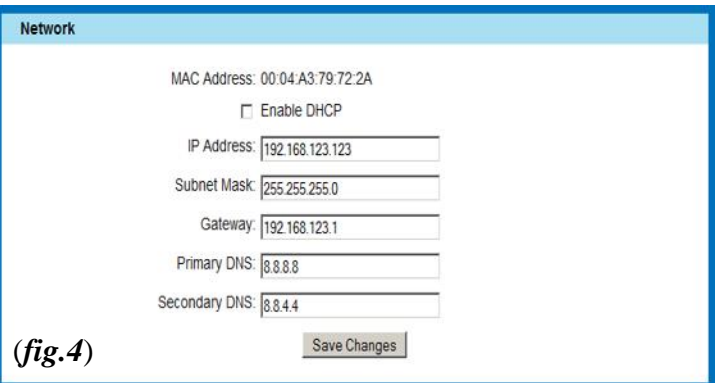 Network
MAC Address: 00:04:A3:79:72:2A
Enable DHCP
IP Address: 192.168.123.123
Subnet Mask: 255.255.255.0
Gateway: 192.168.123.1
Primary DNS: 8.8.8.8
Secondary DNS: 8.8.4.4
Save Changes
(fig.4)